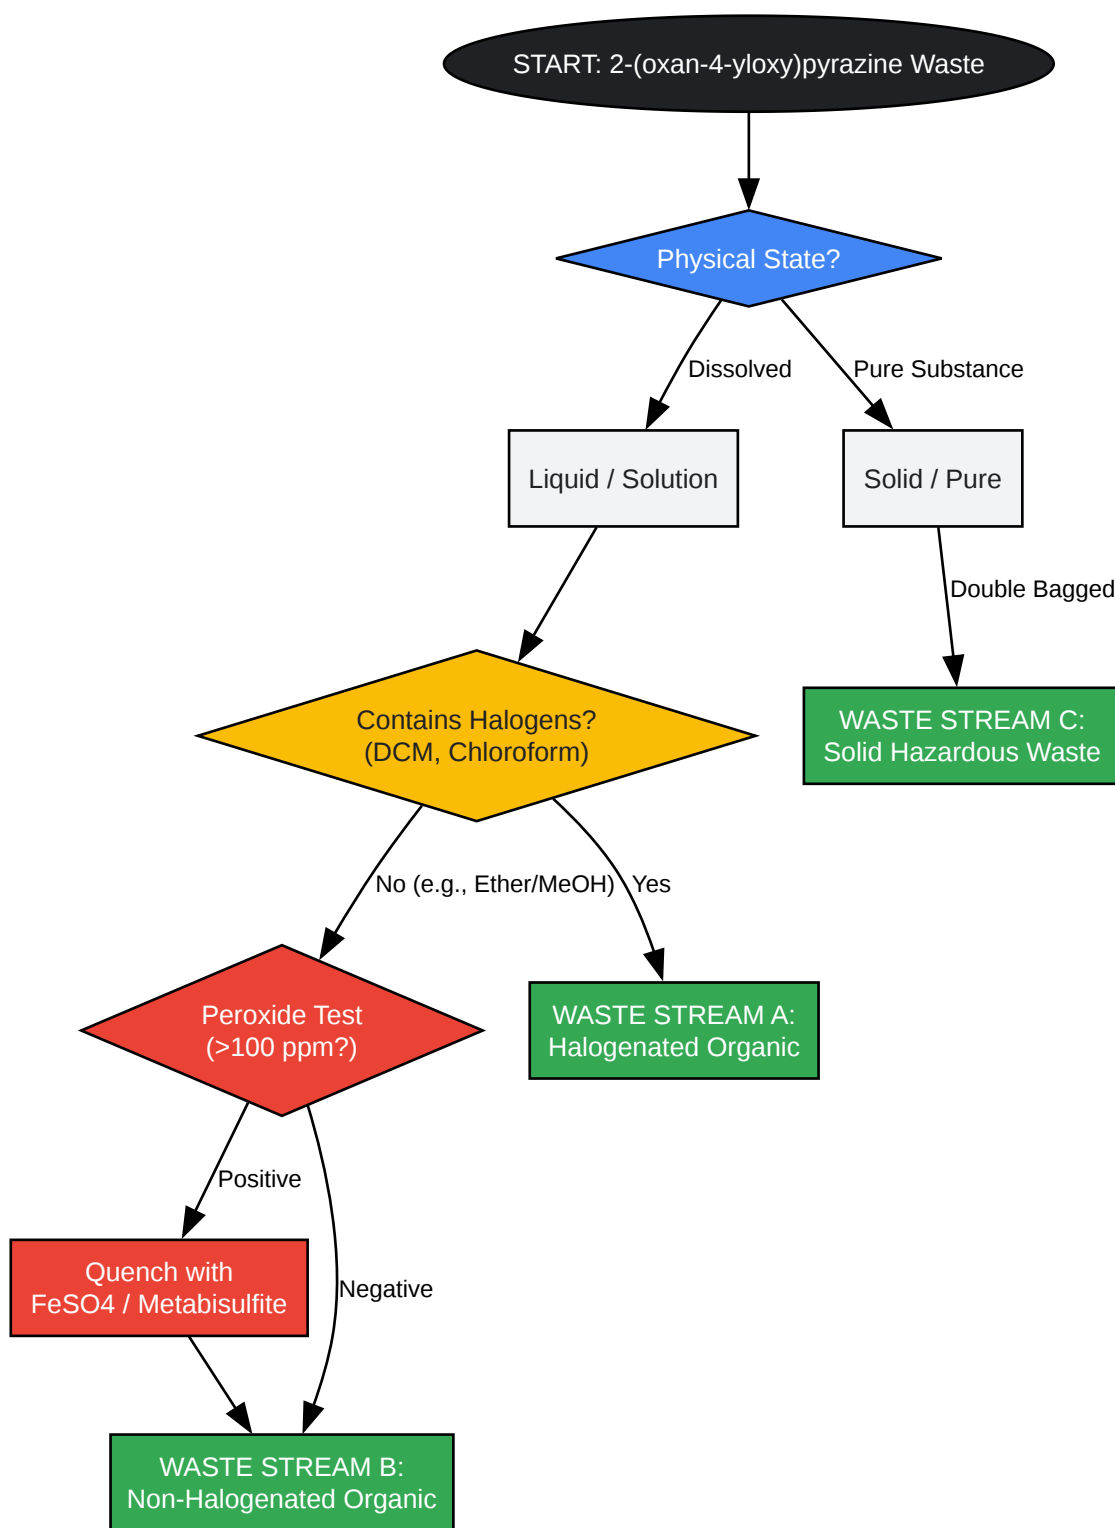 START: 2-(oxan-4-yloxy)pyrazine Waste
Physical State?
Dissolved
Pure Substance
Liquid / Solution
Solid / Pure
Double Bagged
Contains Halogens?
(DCM, Chloroform)
WASTE STREAM C:
Solid Hazardous Waste
No (e.g., Ether/MeOH)
Yes
Peroxide Test
(>100 ppm?)
WASTE STREAM A:
Halogenated Organic
Positive
Quench with
FeSO4 / Metabisulfite
Negative
WASTE STREAM B:
Non-Halogenated Organic